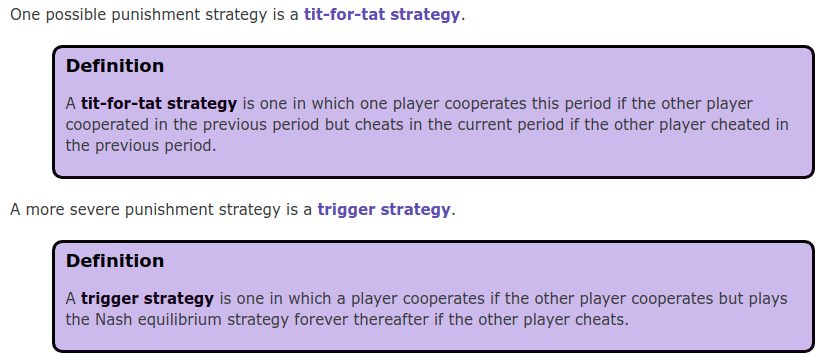 One possible punishment strategy is a tit-for-tat strategy.
Definition
A tit-for-tat strategy is one in which one player cooperates this period if the other player
cooperated in the previous period but cheats in the current period if the other player cheated in
the previous period.
A more severe punishment strategy is a trigger strategy.
Definition
A trigger strategy is one in which a player cooperates if the other player cooperates but plays
the Nash equilibrium strategy forever thereafter if the other player cheats.